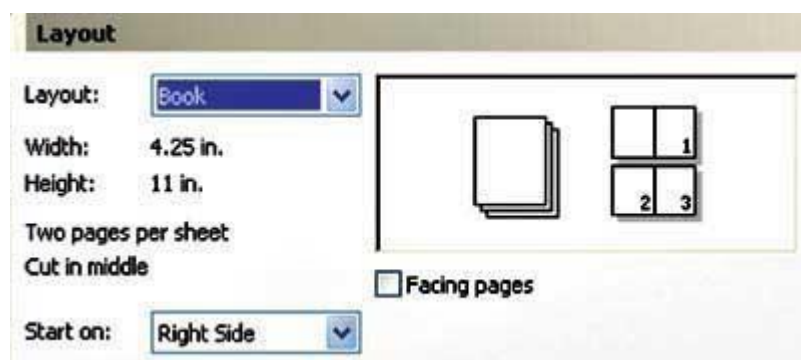 Layout
Layout: Book
Width: 4.25 in.
Height: 11 in.
Two pages per sheet
Cut in middle
Start on: Right Side
1
2 3
Facing pages